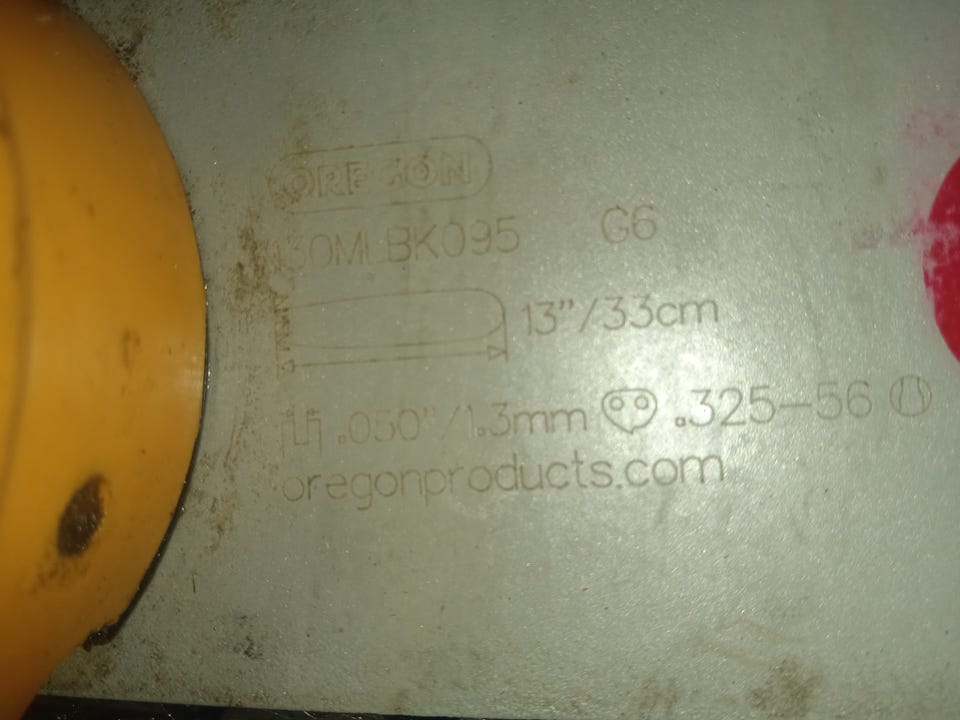 OREGON
130MLBK095 G6
13”/33cm
.050"/1.3mm .325-56
oregonproducts.com